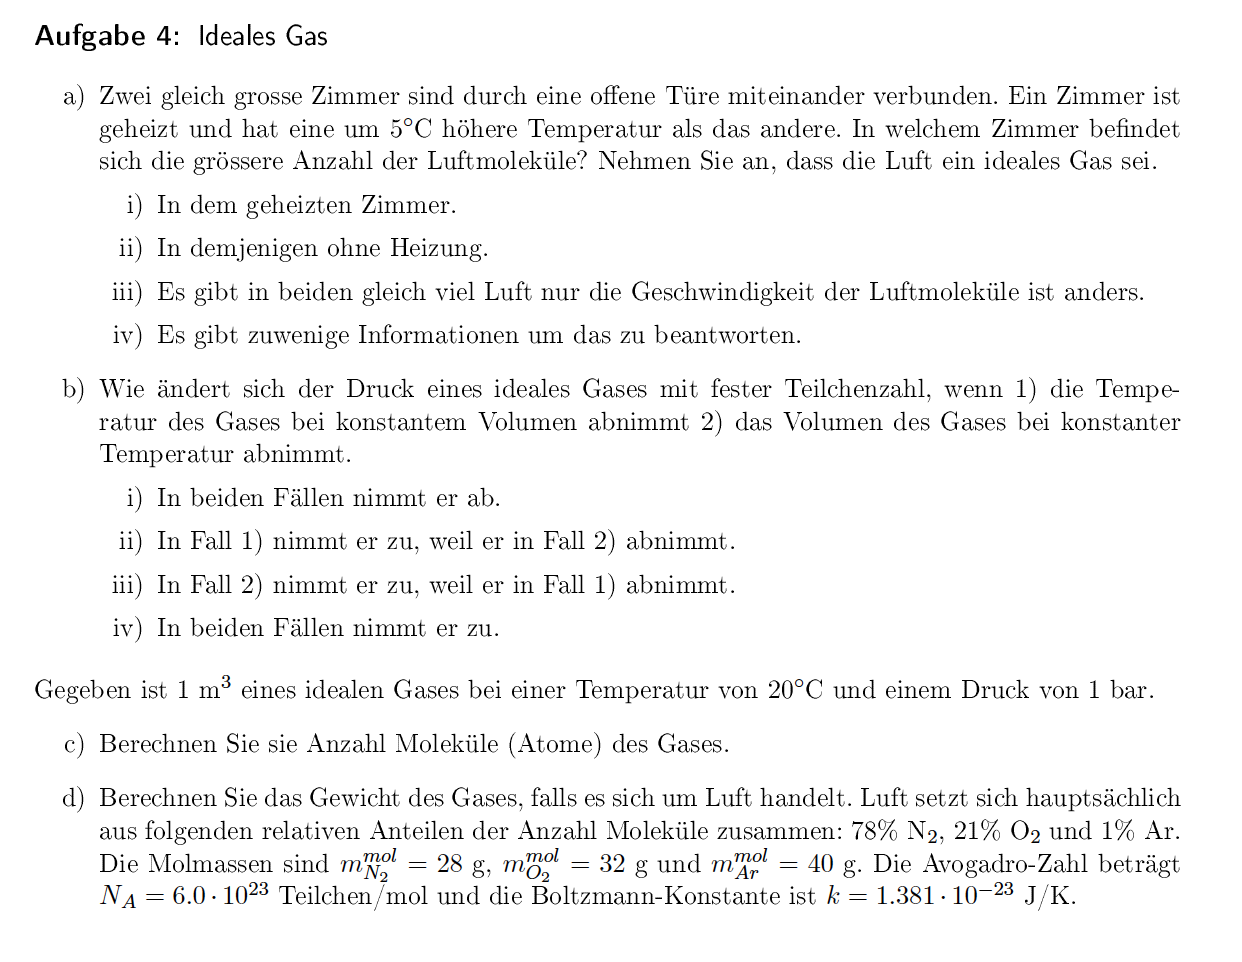 Aufgabe 4: Ideales Gas
a) Zwei gleich grosse Zimmer sind durch eine offene Türe miteinander verbunden. Ein Zimmer ist
geheizt und hat eine um 5°C höhere Temperatur als das andere. In welchem Zimmer befindet
sich die grössere Anzahl der Luftmoleküle? Nehmen Sie an, dass die Luft ein ideales Gas sei.
i) In dem geheizten Zimmer.
ii) In demjenigen ohne Heizung.
iii) Es gibt in beiden gleich viel Luft nur die Geschwindigkeit der Luftmoleküle ist anders.
iv) Es gibt zuwenige Informationen um das zu beantworten.
b) Wie ändert sich der Druck eines ideales Gases mit fester Teilchenzahl, wenn 1) die Tempe-
ratur des Gases bei konstantem Volumen abnimmt 2) das Volumen des Gases bei konstanter
Temperatur abnimmt.
i) In beiden Fällen nimmt er ab.
ii) In Fall 1) nimmt er zu, weil er in Fall 2) abnimmt.
iii) In Fall 2) nimmt er zu, weil er in Fall 1) abnimmt.
iv) In beiden Fällen nimmt er zu.
Gegeben ist 1 m³ eines idealen Gases bei einer Temperatur von 20°C und einem Druck von 1 bar.
c) Berechnen Sie sie Anzahl Moleküle (Atome) des Gases.
d) Berechnen Sie das Gewicht des Gases, falls es sich um Luft handelt. Luft setzt sich hauptsächlich
aus folgenden relativen Anteilen der Anzahl Moleküle zusammen: 78% N₂, 21% O₂ und 1% Ar.
Die Molmassen sind $m_{N_2}^{mol}$ = 28 g, $m_{O_2}^{mol}$ = 32 g und $m_{Ar}^{mol}$ = 40 g. Die Avogadro-Zahl beträgt
$N_A$ = 6.0 · 10²³ Teilchen/mol und die Boltzmann-Konstante ist k = 1.381 · 10⁻²³ J/K.